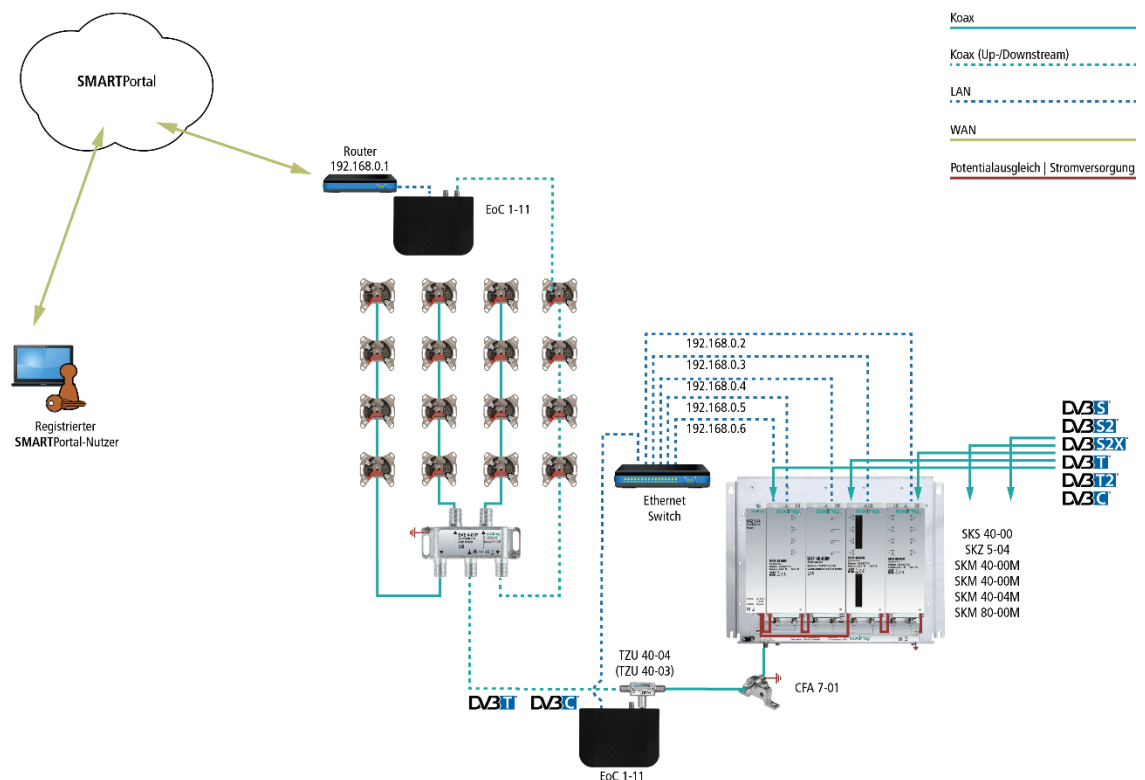 Koax
Koax (Up-/Downstream)
LAN
WAN
Potentialausgleich | Stromversorgung
SMARTPortal
Router
192.168.0.1
EoC 1-11
Registrierter
SMARTPortal-Nutzer
192.168.0.2
192.168.0.3
192.168.0.4
192.168.0.5
192.168.0.6
Ethernet
Switch
DVB S
DVB S2
DVB S2X
DVB T
DVB T2
DVB C
SKS 40-00
SKZ 5-04
SKM 40-00M
SKM 40-00M
SKM 40-04M
SKM 80-00M
axing
TZU 40-04
(TZU 40-03)
CFA 7-01
DVB T
DVB C
EoC 1-11